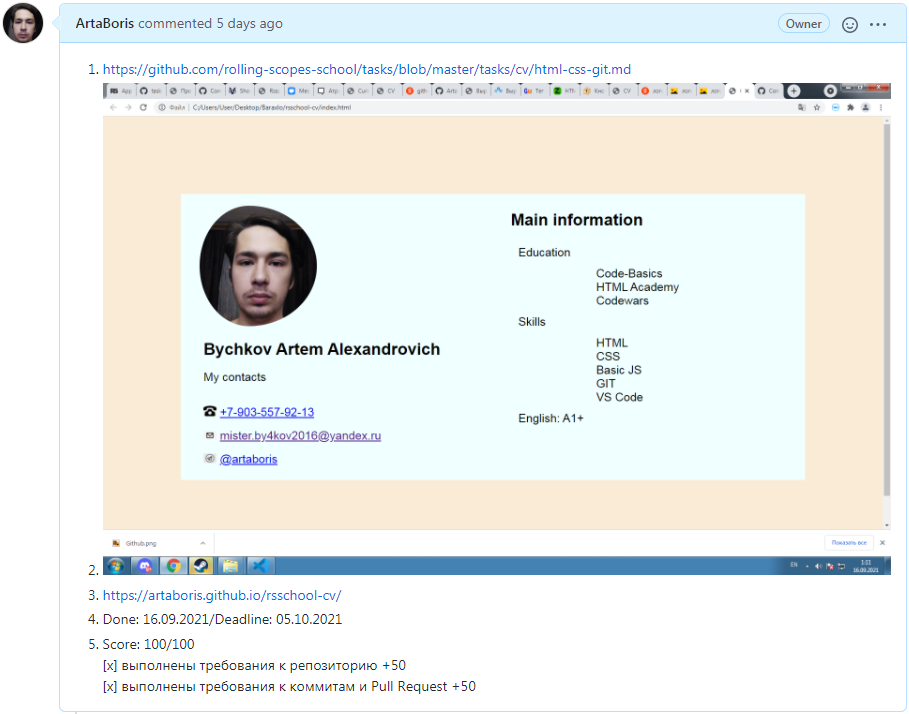 ArtaBoris commented 5 days ago
Owner
1. https://github.com/rolling-scopes-school/tasks/blob/master/tasks/cv/html-css-git.md
Файл C:/Users/User/Desktop/Baraxlo/rsschool-cv/index.html
Main information
Education
Code-Basics
HTML Academy
Codewars
Skills
HTML
CSS
Basic JS
GIT
VS Code
English: A1+
Bychkov Artem Alexandrovich
My contacts
+7-903-557-92-13
mister.by4kov2016@yandex.ru
@artaboris
Github.png
Показать все
EN
1:11
16.09.2021
2.
3. https://artaboris.github.io/rsschool-cv/
4. Done: 16.09.2021/Deadline: 05.10.2021
5. Score: 100/100
[x] выполнены требования к репозиторию +50
[x] выполнены требования к коммитам и Pull Request +50